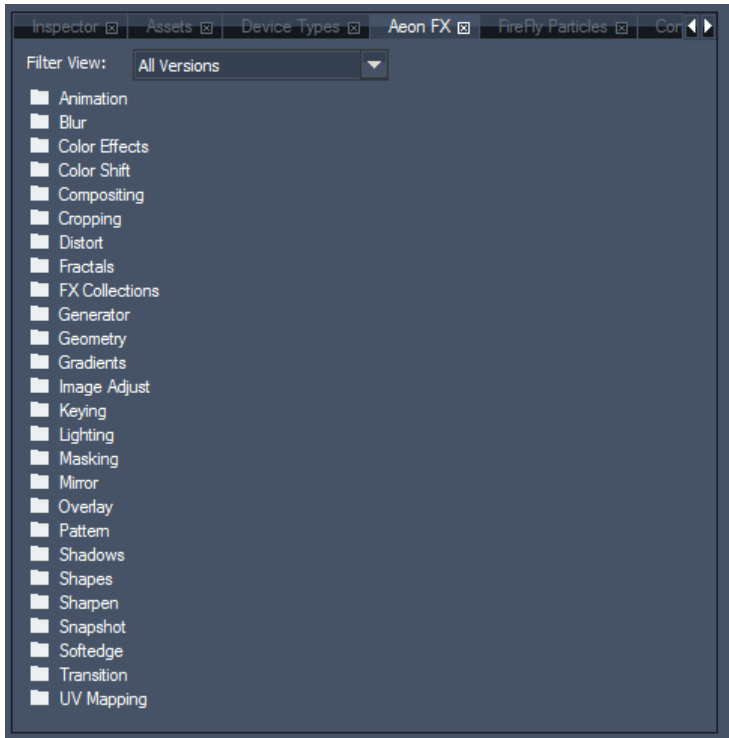 Inspector Assets Device Types Aeon FX FireFly Particles
Filter View: All Versions
Animation
Blur
Color Effects
Color Shift
Compositing
Cropping
Distort
Fractals
FX Collections
Generator
Geometry
Gradients
Image Adjust
Keying
Lighting
Masking
Mirror
Overlay
Pattern
Shadows
Shapes
Sharpen
Snapshot
Softedge
Transition
UV Mapping